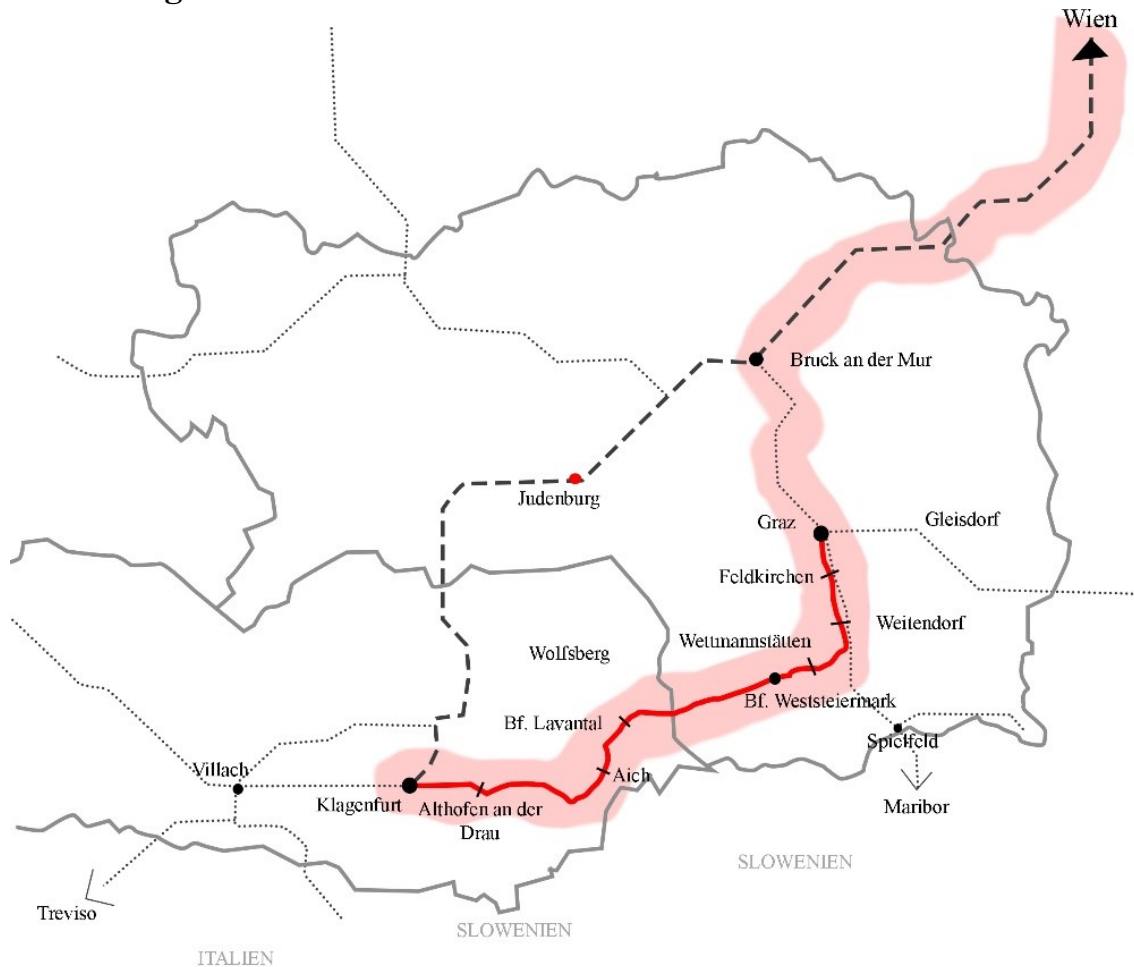 Wien
Bruck an der Mur
Judenburg
Graz
Gleisdorf
Feldkirchen
Weitendorf
Wettmannstätten
Wolfsberg
Bf. Weststeiermark
Bf. Lavantal
Spielfeld
Villach
Aich
Klagenfurt
Althofen an der
Drau
Maribor
SLOWENIEN
Treviso
SLOWENIEN
ITALIEN